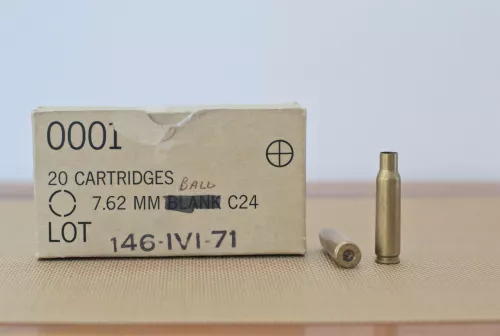 0001
20 CARTRIDGES
BALL
7.62 MM BLANK C24
LOT 146-IVI-71